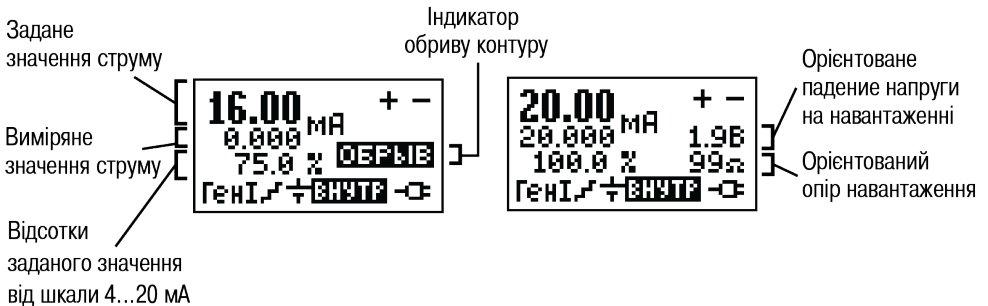 Задане
значення струму
Виміряне
значення струму
Відсотки
заданого значення
від шкали 4...20 мА
Індикатор
обриву контуру
16.00 мА + −
0.000
75.0 % ОБРЫВ
ГенI ВНУТР
20.00 мА + −
20.000 1.9В
100.0 % 99Ω
ГенI ВНУТР
Орієнтоване
падение напруги
на навантаженні
Орієнтований
опір навантаження